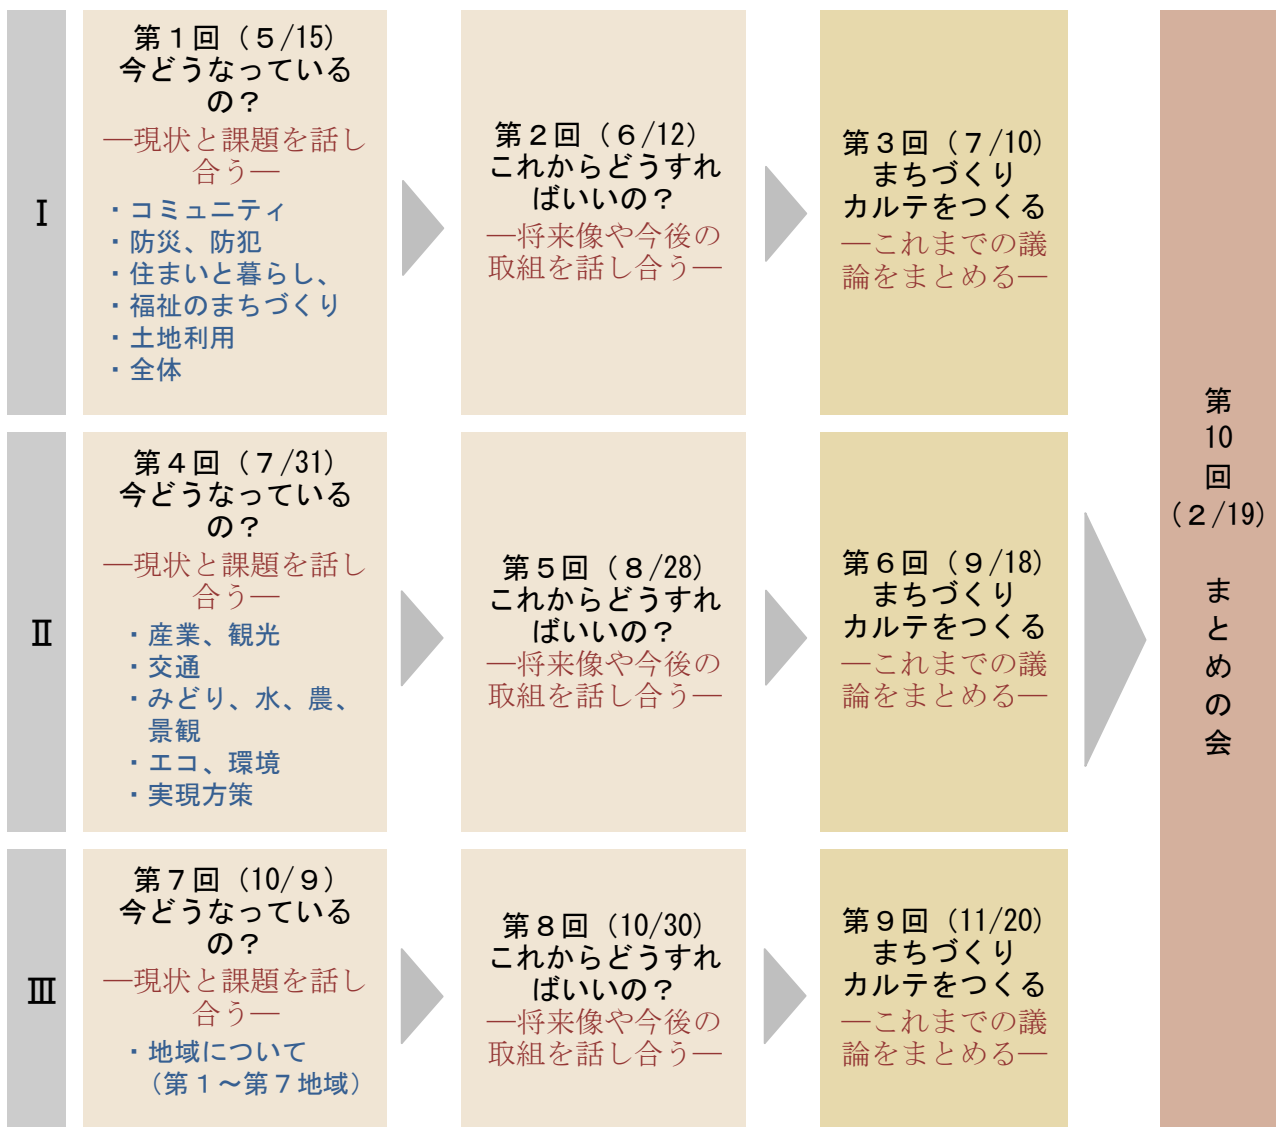 Ⅰ
第１回（５/15）
今どうなっている
の？
―現状と課題を話し
合う―
・コミュニティ
・防災、防犯
・住まいと暮らし、
・福祉のまちづくり
・土地利用
・全体
第２回（６/12）
これからどうすれ
ばいいの？
―将来像や今後の
取組を話し合う―
第３回（７/10）
まちづくり
カルテをつくる
―これまでの議
論をまとめる―
Ⅱ
第４回（７/31）
今どうなっている
の？
―現状と課題を話し
合う―
・産業、観光
・交通
・みどり、水、農、
景観
・エコ、環境
・実現方策
第５回（８/28）
これからどうすれ
ばいいの？
―将来像や今後の
取組を話し合う―
第６回（９/18）
まちづくり
カルテをつくる
―これまでの議
論をまとめる―
Ⅲ
第７回（10/９）
今どうなっている
の？
―現状と課題を話し
合う―
・地域について
（第１～第７地域）
第８回（10/30）
これからどうすれ
ばいいの？
―将来像や今後の
取組を話し合う―
第９回（11/20）
まちづくり
カルテをつくる
―これまでの議
論をまとめる―
第10回（２/19）　まとめの会